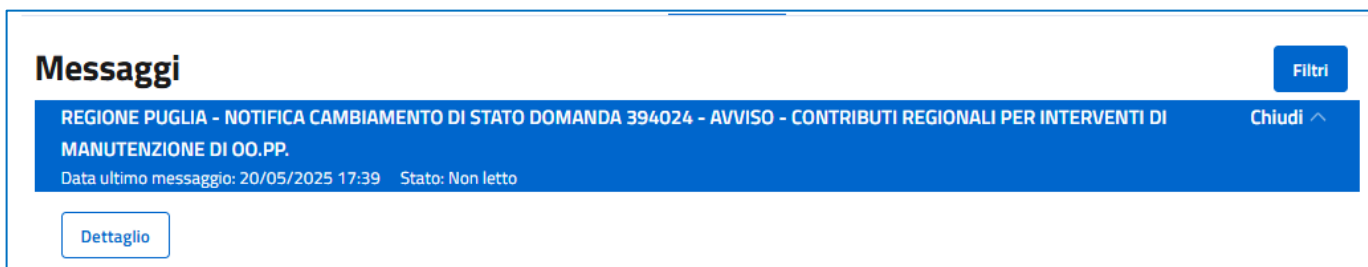 Messaggi
Filtri
REGIONE PUGLIA - NOTIFICA CAMBIAMENTO DI STATO DOMANDA 394024 - AVVISO - CONTRIBUTI REGIONALI PER INTERVENTI DI
Chiudi
MANUTENZIONE DI OO.PP.
Data ultimo messaggio: 20/05/2025 17:39 Stato: Non letto
Dettaglio